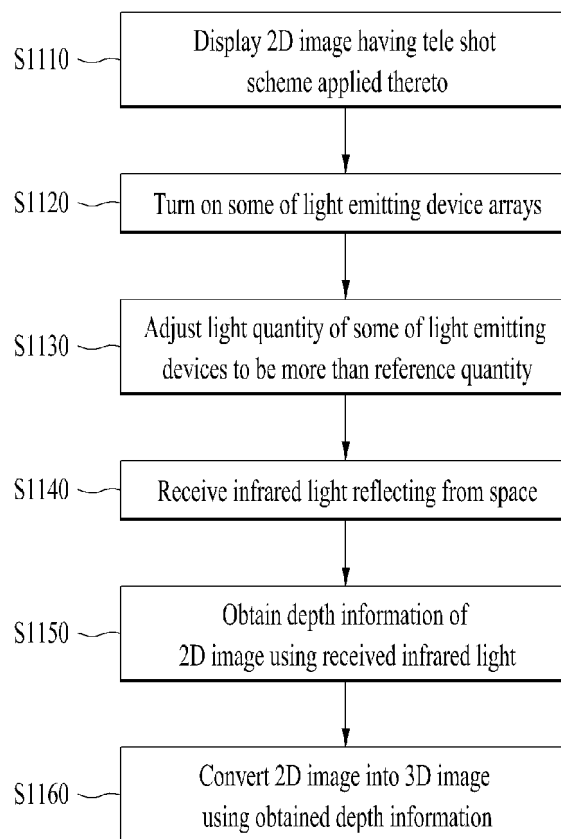 S1110
Display 2D image having tele shot
scheme applied thereto
S1120
Turn on some of light emitting device arrays
S1130
Adjust light quantity of some of light emitting
devices to be more than reference quantity
S1140
Receive infrared light reflecting from space
S1150
Obtain depth information of
2D image using received infrared light
S1160
Convert 2D image into 3D image
using obtained depth information